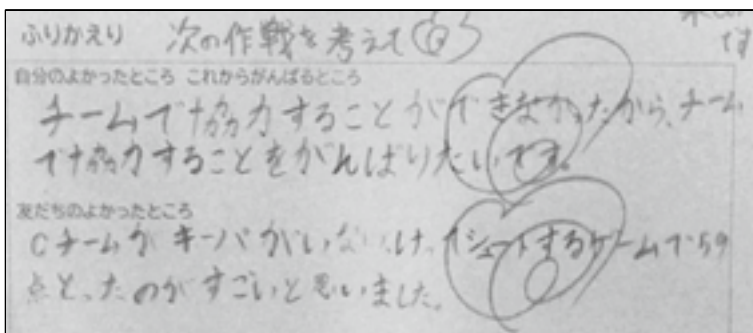 ふりかえり 次の作戦を考えて
です
自分のよかったところ これからがんばるところ
チームで協力することができなかったから、チーム
で協力することをがんばりたいです。
友だちのよかったところ
Cチームがキーパがいないけどシュートするゲームで59
点とったのがすごいと思いました。